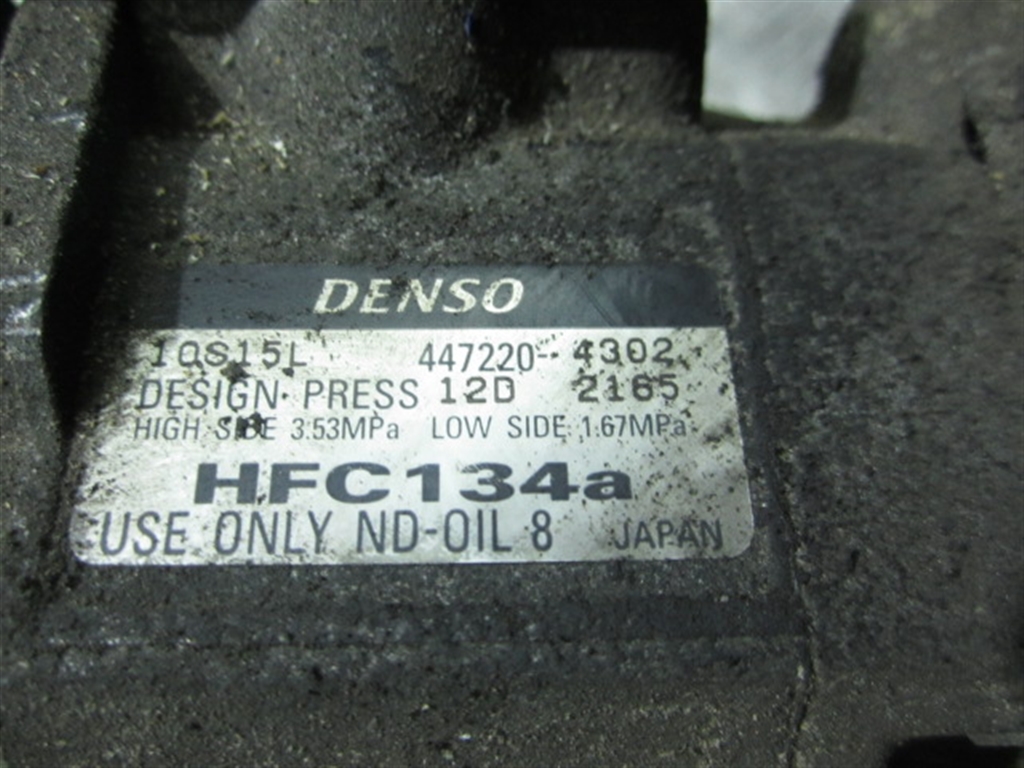 DENSO
10S15L 447220-4302
DESIGN PRESS 12D 2165
HIGH SIDE 3.53MPa LOW SIDE 1.67MPa
HFC134a
USE ONLY ND-OIL 8 JAPAN